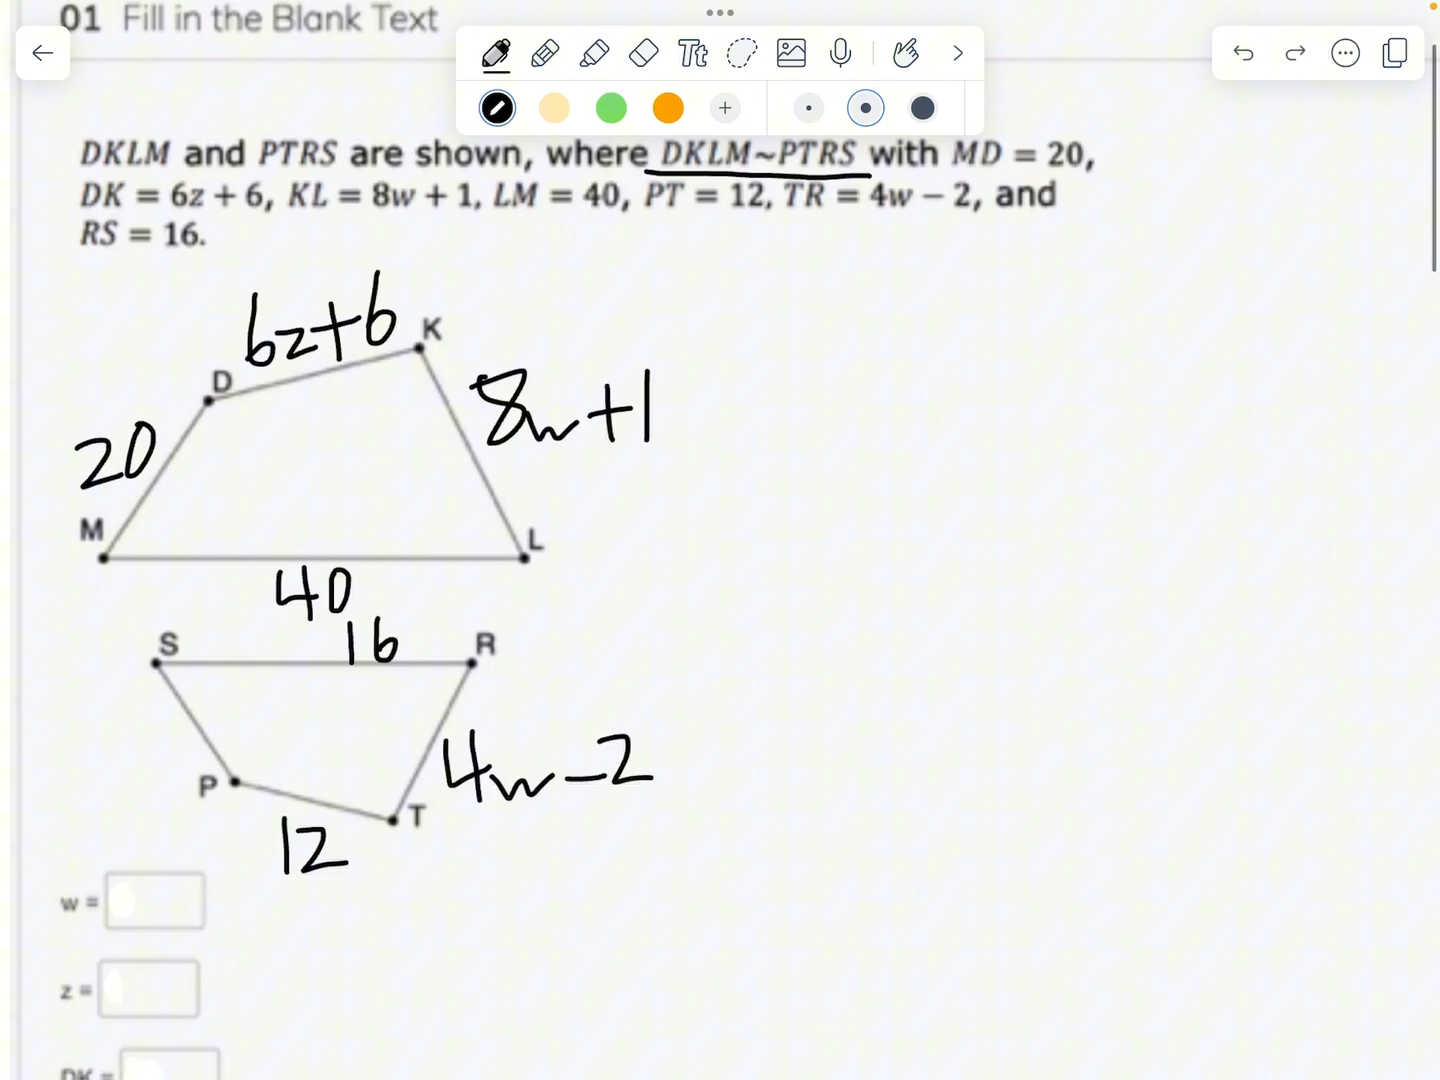 01 Fill in the Blank Text
Tt
DKLM and PTRS are shown, where DKLM~PTRS with MD = 20,
DK = 6z + 6, KL = 8w + 1, LM = 40, PT = 12, TR = 4w − 2, and
RS = 16.
6z+6
K
D
8w+1
20
M
L
40
16
S
R
4w-2
P
T
12
w =
z =
DK =